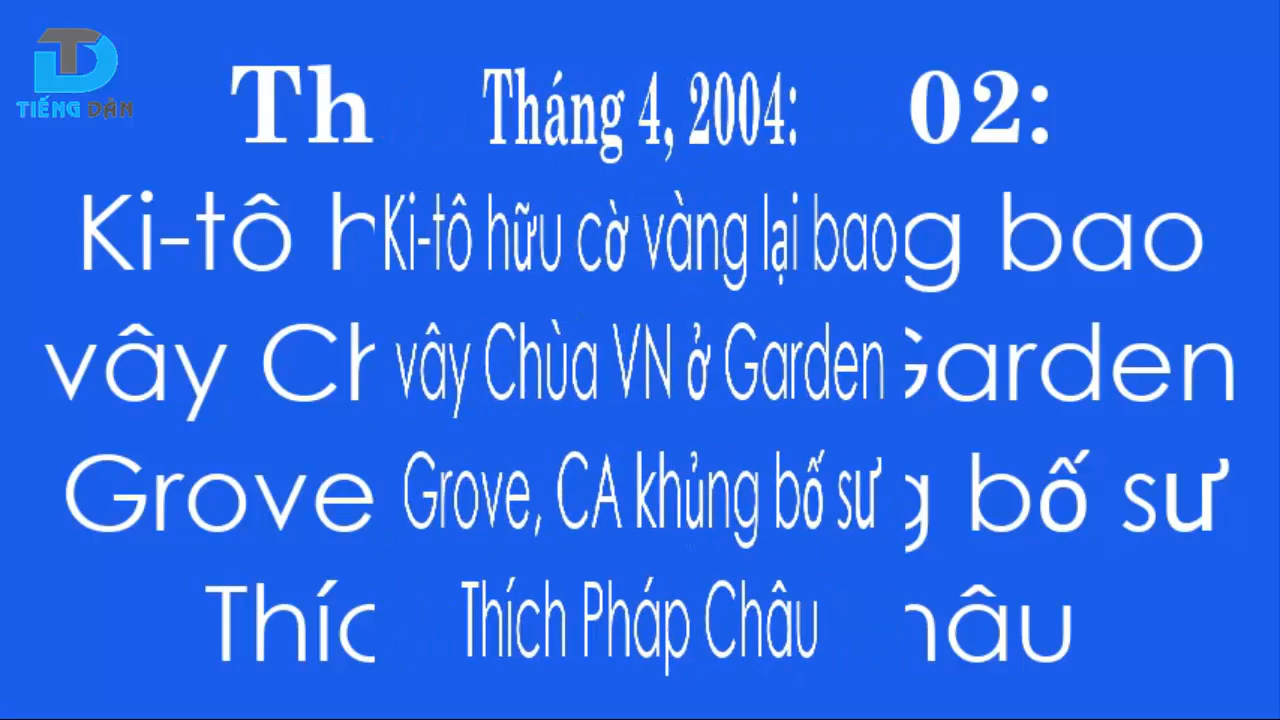 TIẾNG DÂN
Th
Tháng 4, 2004:
02:
Ki-tô h
Ki-tô hữu cờ vàng lại bao
g bao
vây Ch
vây Chùa VN ở Garden
Garden
Grove
Grove, CA khủng bố sư
g bố sư
Thíc
Thích Pháp Châu
hâu